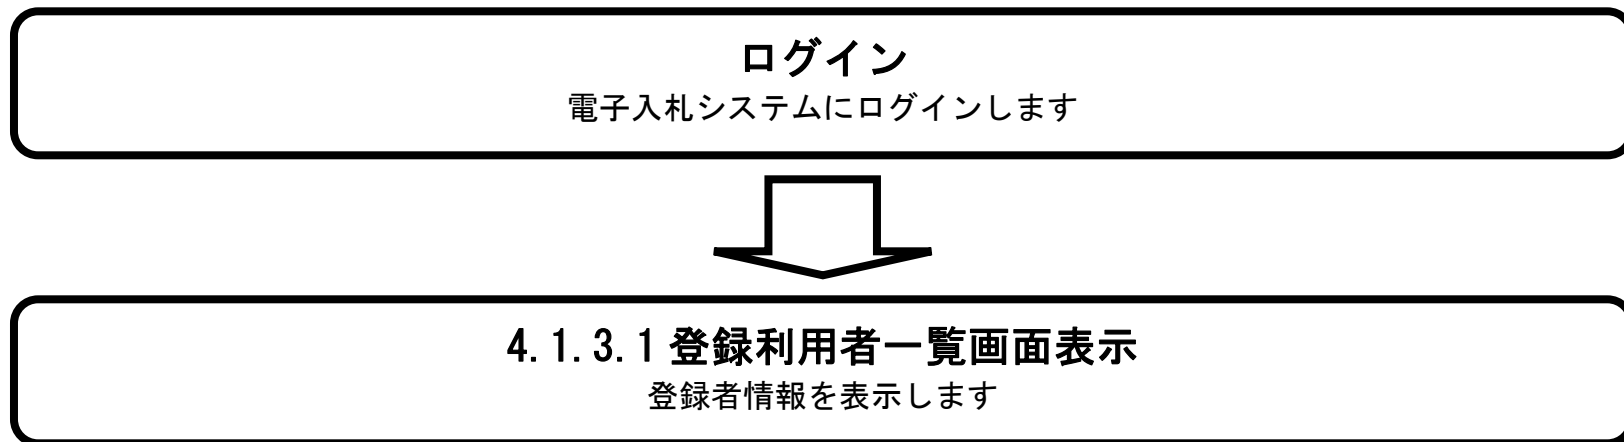 ログイン
電子入札システムにログインします
4.1.3.1 登録利用者一覧画面表示
登録者情報を表示します